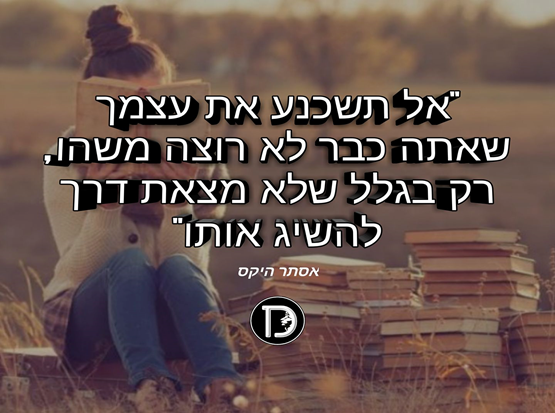 "אל תשכנע את עצמך
שאתה כבר לא רוצה משהו,
רק בגלל שלא מצאת דרך
להשיג אותו"
אסתר היקס